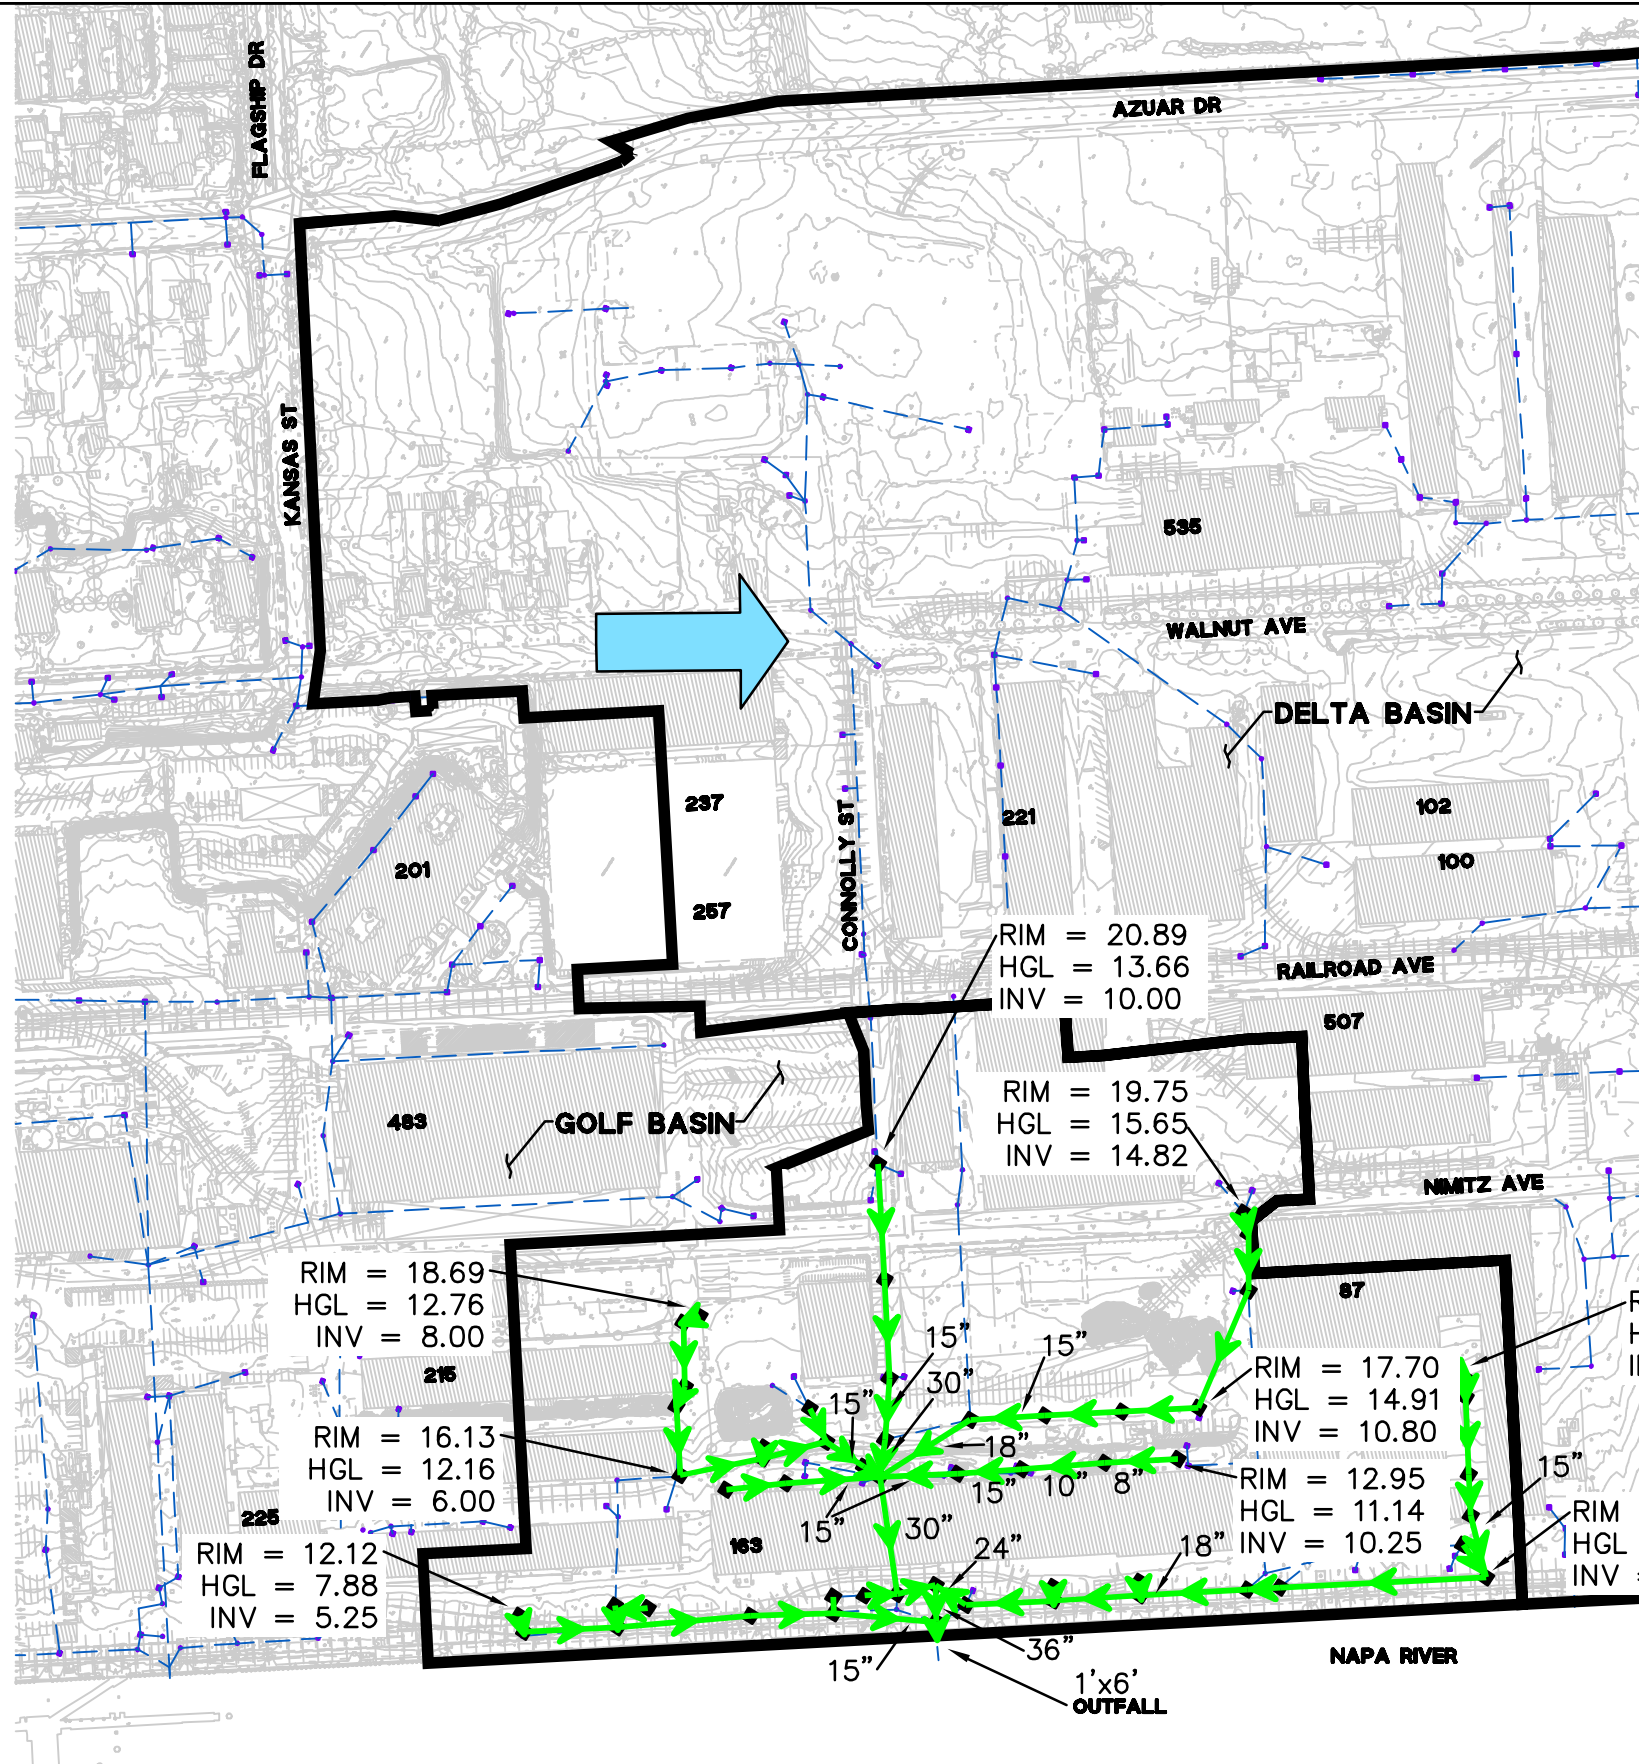 FLAGSHIP DR
AZUAR DR
KANSAS ST
535
WALNUT AVE
DELTA BASIN
237
221
102
201
CONNOLLY ST
100
257
RIM = 20.89
HGL = 13.66
INV = 10.00
RAILROAD AVE
507
RIM = 19.75
HGL = 15.65
INV = 14.82
483
GOLF BASIN
NIMITZ AVE
RIM = 18.69
HGL = 12.76
INV = 8.00
87
R
H
15"
15"
30"
15"
215
RIM = 17.70
HGL = 14.91
INV = 10.80
RIM = 16.13
HGL = 12.16
INV = 6.00
18"
15"
10"
8"
RIM = 12.95
HGL = 11.14
INV = 10.25
15"
225
15"
30"
163
24"
18"
RIM
HGL
INV =
RIM = 12.12
HGL = 7.88
INV = 5.25
36"
15"
NAPA RIVER
1'x6'
OUTFALL